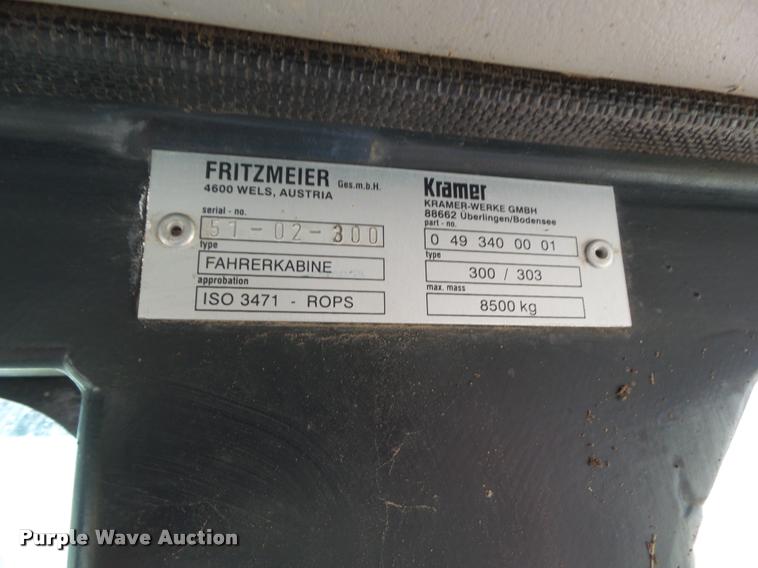 FRITZMEIER Ges.m.b.H.
4600 WELS, AUSTRIA
serial - no.
51-02-300
type
FAHRERKABINE
approbation
ISO 3471 - ROPS
Kramer
KRAMER-WERKE GMBH
88662 Überlingen/Bodensee
part - no.
0 49 340 00 01
type
300 / 303
max. mass
8500 kg
Purple Wave Auction